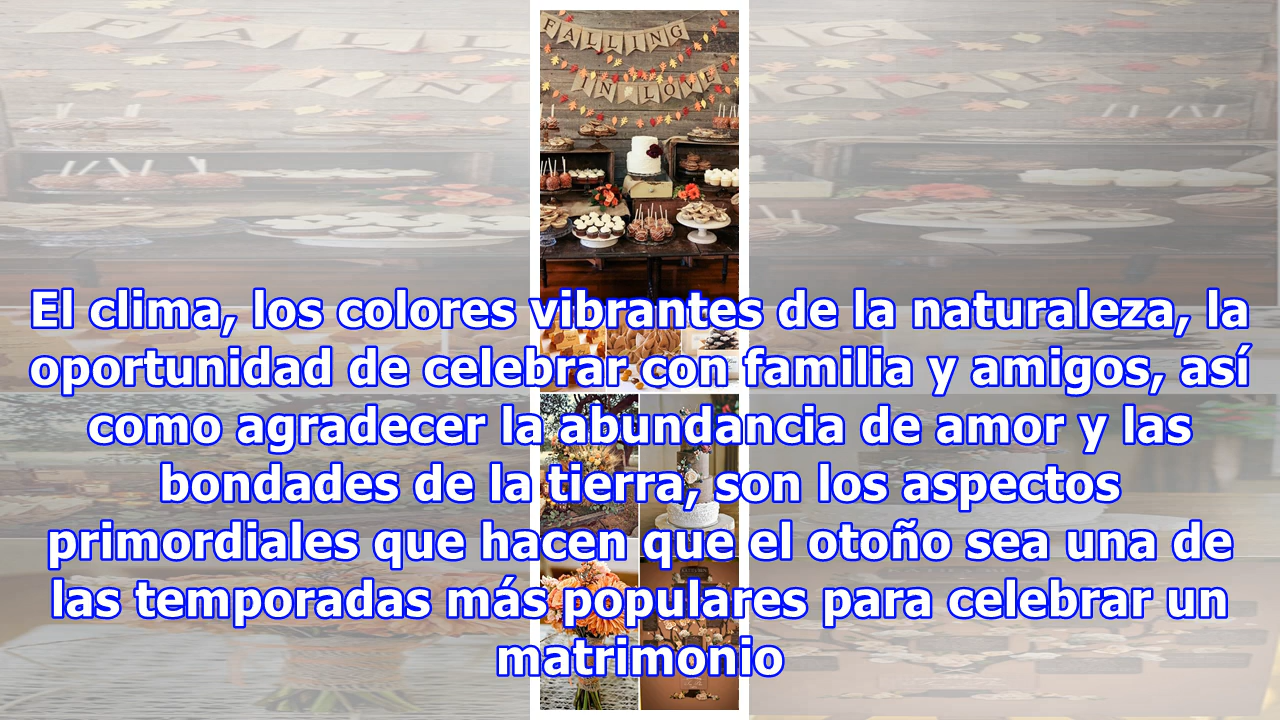 FALLING
IN LOVE
El clima, los colores vibrantes de la naturaleza, la
oportunidad de celebrar con familia y amigos, así
como agradecer la abundancia de amor y las
bondades de la tierra, son los aspectos
primordiales que hacen que el otoño sea una de
las temporadas más populares para celebrar un
matrimonio